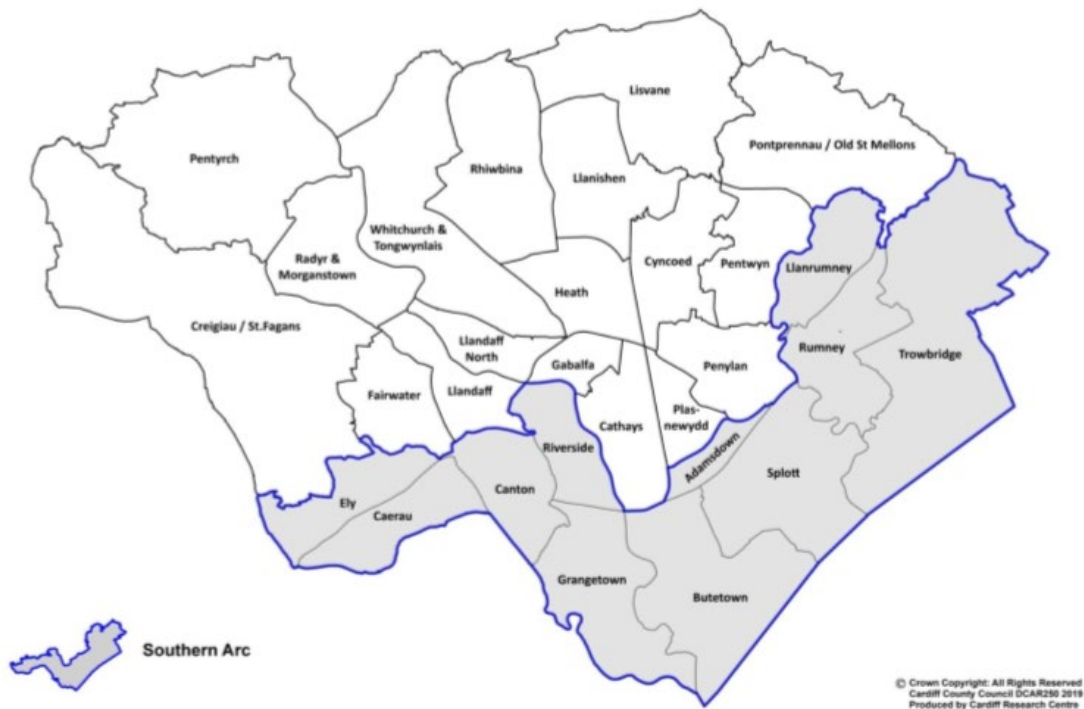 Lisvane
Pontprennau / Old St Mellons
Pentyrch
Rhiwbina
Llanishen
Whitchurch &
Tongwynlais
Radyr &
Morganstown
Cyncoed
Pentwyn
Llanrumney
Heath
Creigiau / St.Fagans
Llandaff
North
Rumney
Trowbridge
Gabalfa
Penylan
Fairwater
Llandaff
Plas-
newydd
Cathays
Riverside
Adamsdown
Splott
Canton
Ely
Caerau
Grangetown
Butetown
Southern Arc
© Crown Copyright: All Rights Reserved
Cardiff County Council DCAR250 2019
Produced by Cardiff Research Centre